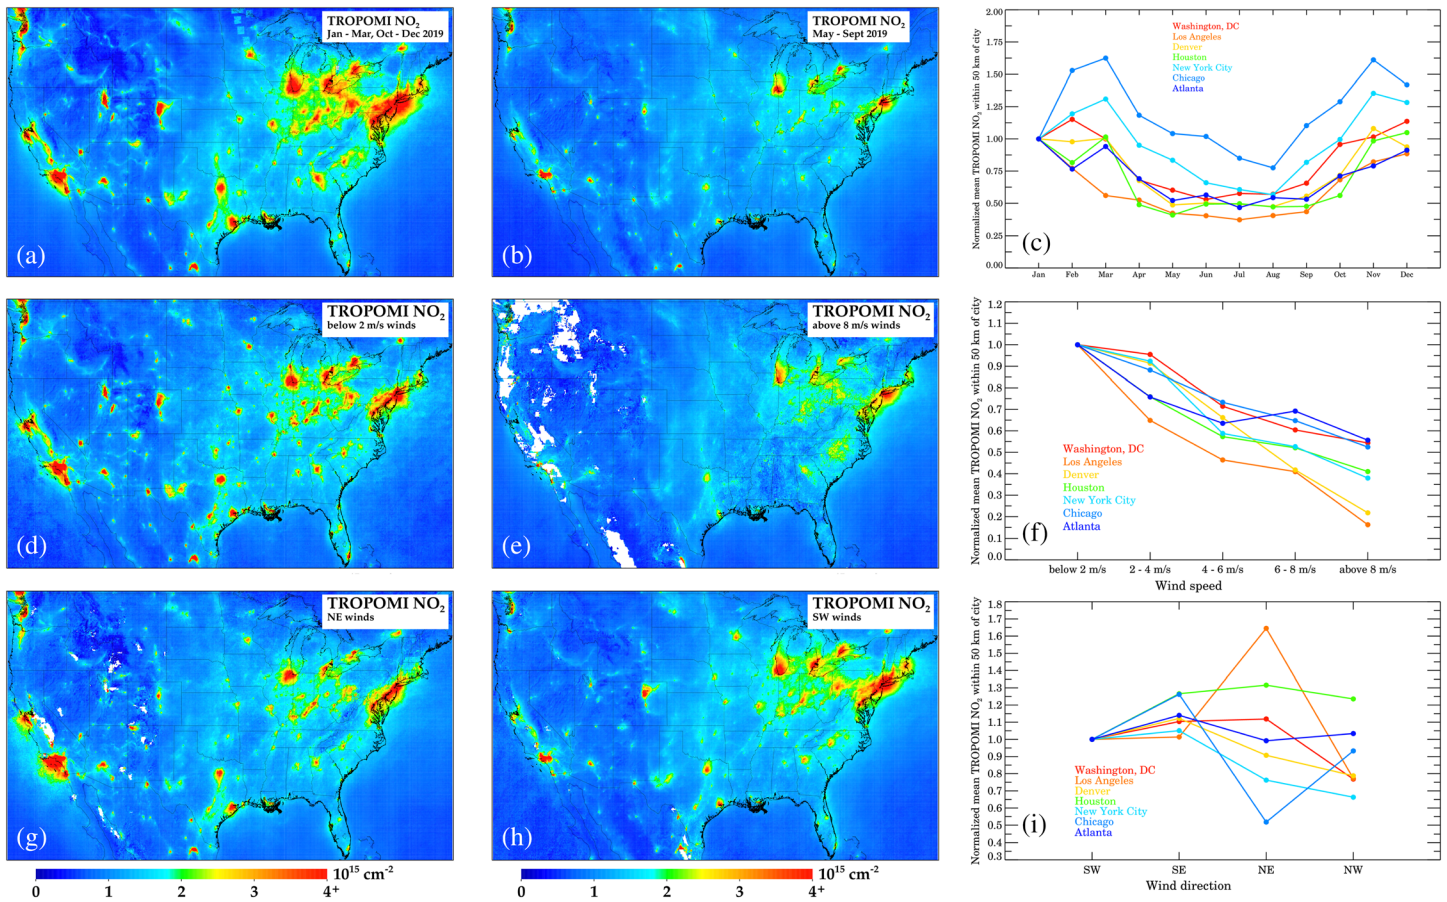 TROPOMI NO2
Jan - Mar, Oct - Dec 2019
(a)
TROPOMI NO2
May - Sept 2019
(b)
Normalized mean TROPOMI NO2 within 50 km of city
2.00
1.75
1.50
1.25
1.00
0.75
0.50
0.25
0.00
Washington, DC
Los Angeles
Denver
Houston
New York City
Chicago
Atlanta
(c)
Jan Feb Mar Apr May Jun Jul Aug Sep Oct Nov Dec
TROPOMI NO2
below 2 m/s winds
(d)
TROPOMI NO2
above 8 m/s winds
(e)
Normalized mean TROPOMI NO2 within 50 km of city
1.2
1.1
1.0
0.9
0.8
0.7
0.6
0.5
0.4
0.3
0.2
0.1
0.0
Washington, DC
Los Angeles
Denver
Houston
New York City
Chicago
Atlanta
(f)
below 2 m/s 2 - 4 m/s 4 - 6 m/s 6 - 8 m/s above 8 m/s
Wind speed
TROPOMI NO2
NE winds
(g)
TROPOMI NO2
SW winds
(h)
Normalized mean TROPOMI NO2 within 50 km of city
1.8
1.7
1.6
1.5
1.4
1.3
1.2
1.1
1.0
0.9
0.8
0.7
0.6
0.5
0.4
0.3
Washington, DC
Los Angeles
Denver
Houston
New York City
Chicago
Atlanta
(i)
SW SE NE NW
Wind direction
10^15 cm^-2
0 1 2 3 4+
10^15 cm^-2
0 1 2 3 4+